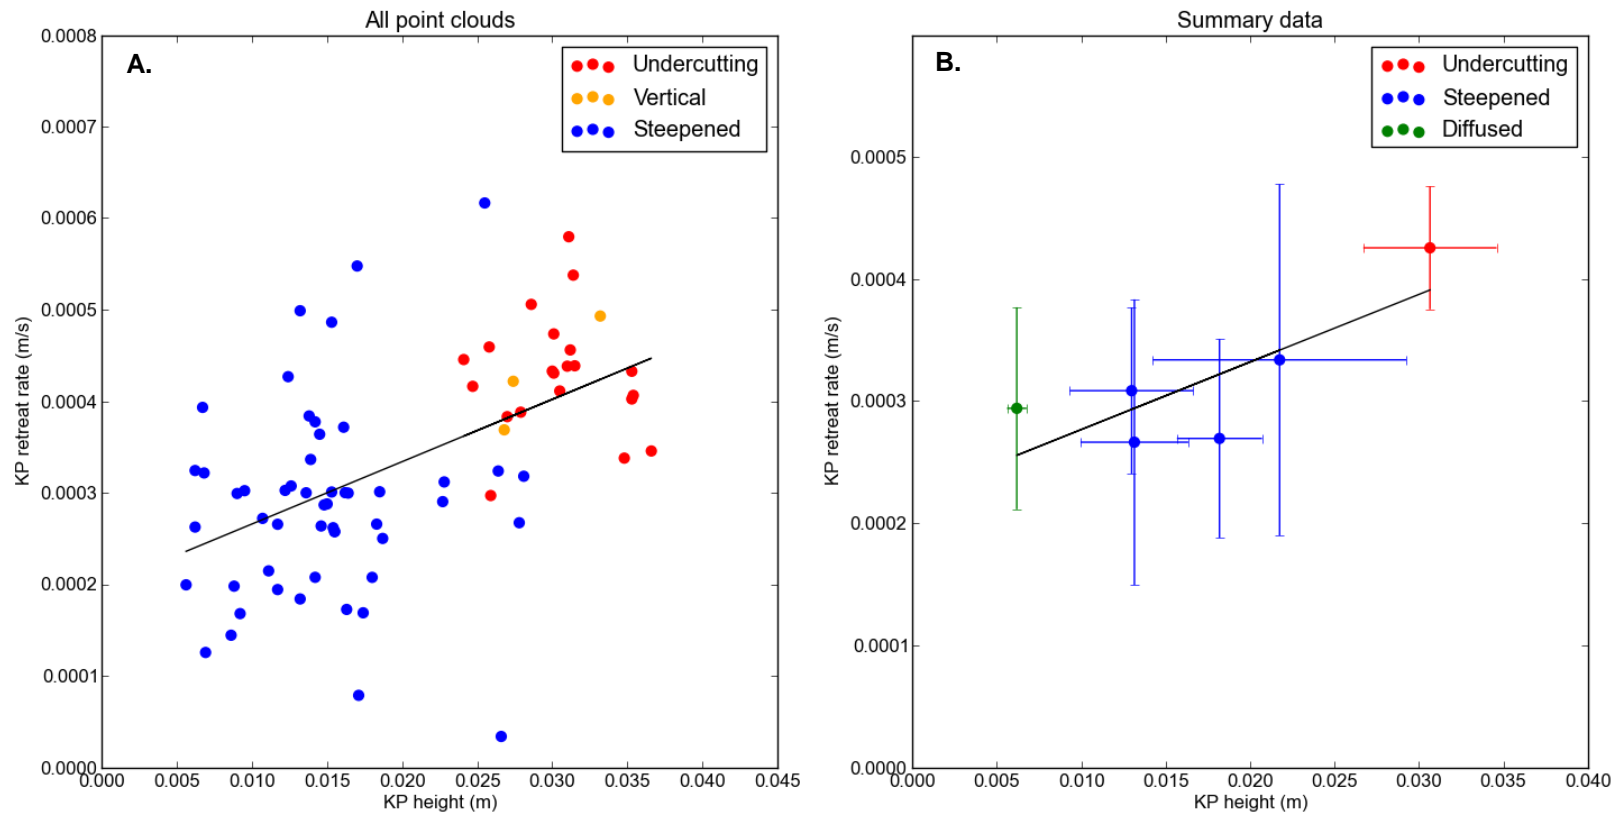 All point clouds
A.
Undercutting
Vertical
Steepened
0.0008
0.0007
0.0006
0.0005
0.0004
0.0003
0.0002
0.0001
0.0000
KP retreat rate (m/s)
0.000 0.005 0.010 0.015 0.020 0.025 0.030 0.035 0.040 0.045
KP height (m)
Summary data
B.
Undercutting
Steepened
Diffused
0.0005
0.0004
0.0003
0.0002
0.0001
0.0000
KP retreat rate (m/s)
0.000 0.005 0.010 0.015 0.020 0.025 0.030 0.035 0.040
KP height (m)